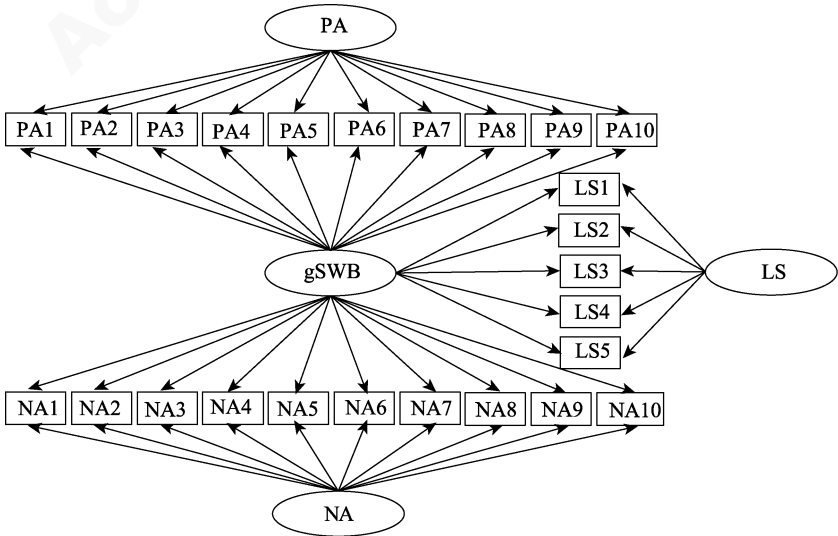 PA
PA1 PA2 PA3 PA4 PA5 PA6 PA7 PA8 PA9 PA10
LS1
LS2
gSWB LS3 LS
LS4
LS5
NA1 NA2 NA3 NA4 NA5 NA6 NA7 NA8 NA9 NA10
NA